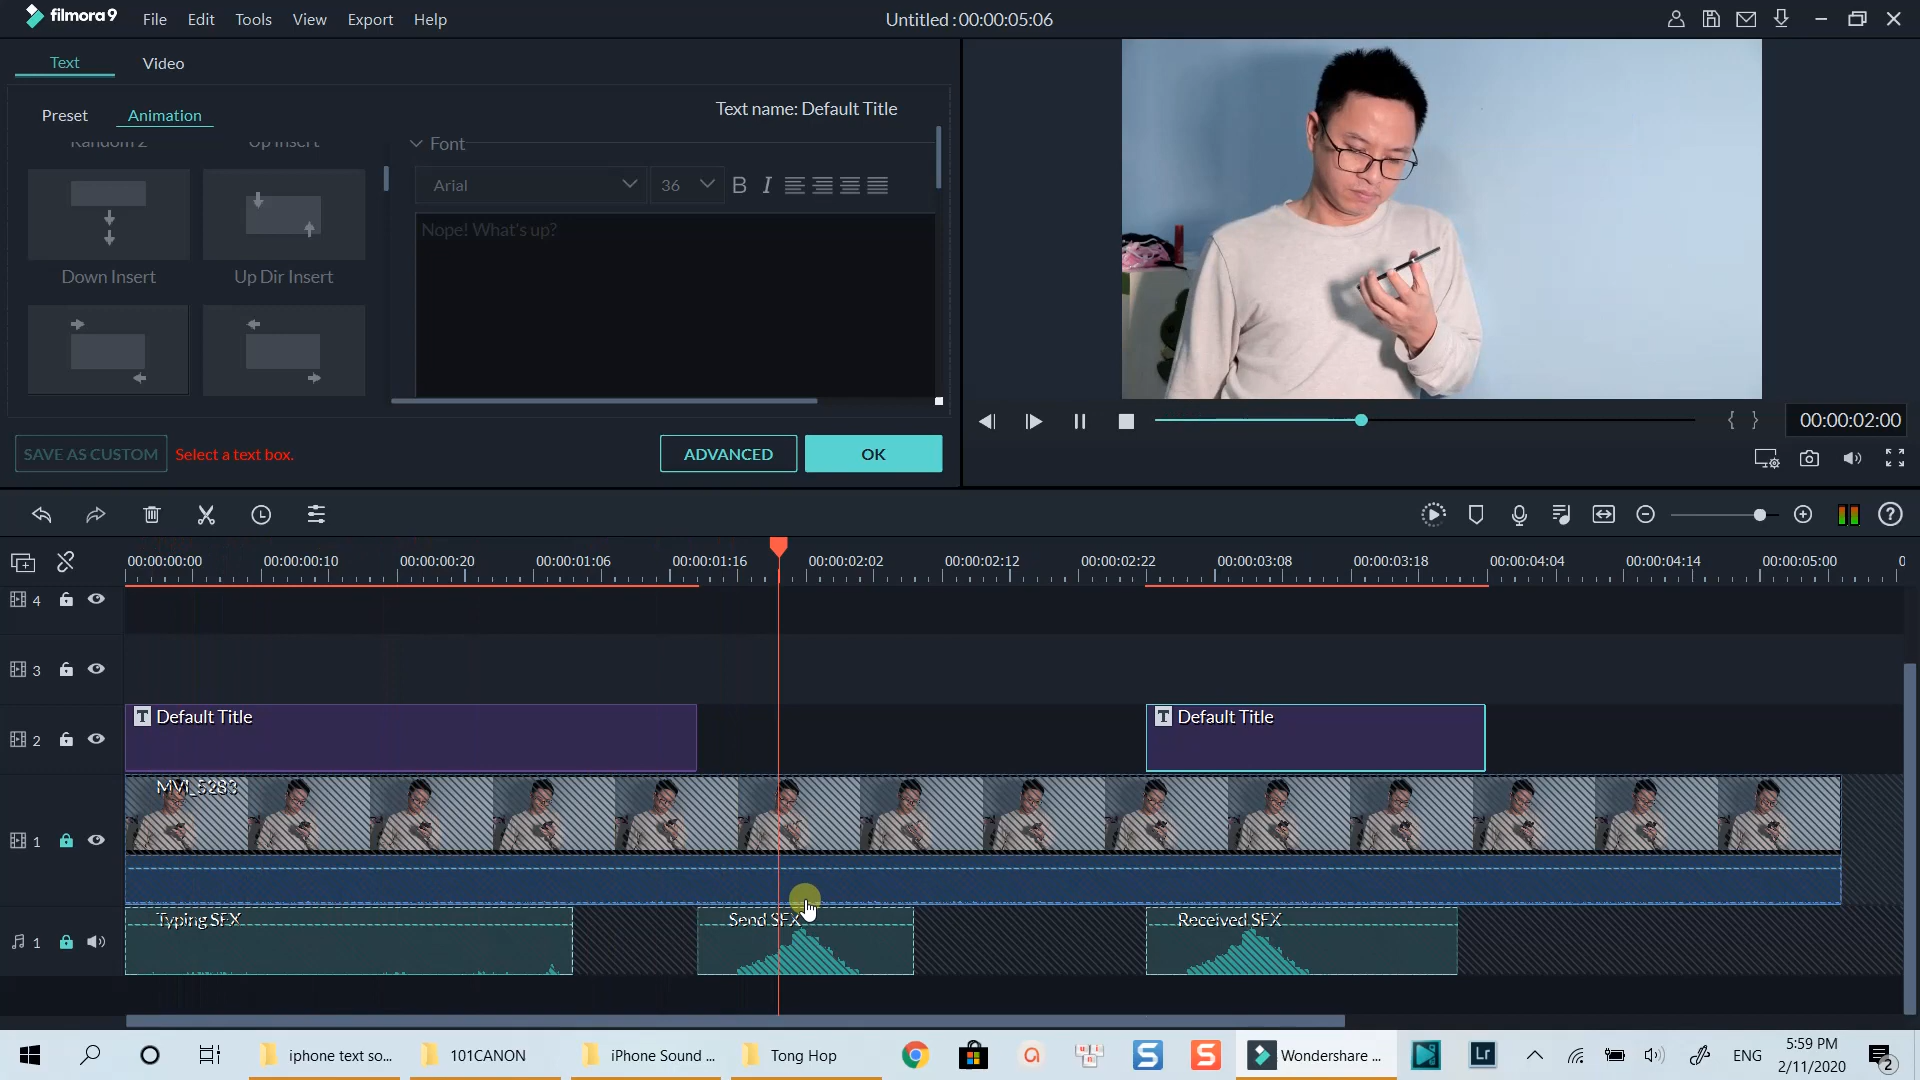 filmora9
File Edit Tools View Export Help
Untitled : 00:00:05:06
Text Video
Preset Animation
Text name: Default Title
Random 2 Up Insert
Font
Arial 36 B I
Nope! What's up?
Down Insert Up Dir Insert
SAVE AS CUSTOM Select a text box. ADVANCED OK
{ } 00:00:02:00
00:00:00:00 00:00:00:10 00:00:00:20 00:00:01:06 00:00:01:16 00:00:02:02 00:00:02:12 00:00:02:22 00:00:03:08 00:00:03:18 00:00:04:04 00:00:04:14 00:00:05:00 0
4
3
2 T Default Title T Default Title
MVI_5283
1
Typing SFX Send SFX Received SFX
1
iphone text so... 101CANON iPhone Sound ... Tong Hop Wondershare ... Lr ENG
5:59 PM
2/11/2020
2